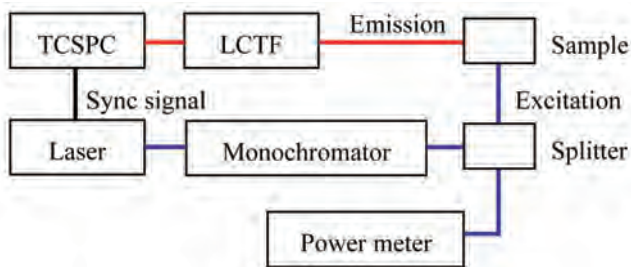 Emission
TCSPC
LCTF
Sample
Sync signal
Excitation
Laser
Monochromator
Splitter
Power meter